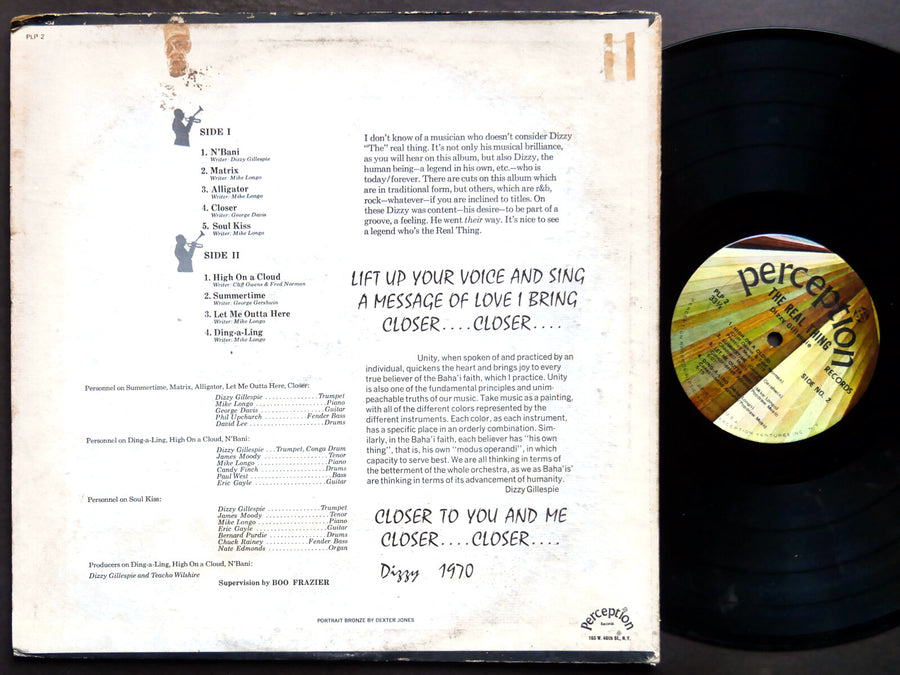 PLP 2
SIDE I
1. N'Bani
Writer: Dizzy Gillespie
2. Matrix
Writer: Mike Longo
3. Alligator
Writer: Mike Longo
4. Closer
Writer: George Davis
5. Soul Kiss
Writer: Mike Longo
SIDE II
1. High On a Cloud
Writer: Cliff Owens & Fred Norman
2. Summertime
Writer: George Gershwin
3. Let Me Outta Here
Writer: Mike Longo
4. Ding-a-Ling
Writer: Mike Longo
Personnel on Summertime, Matrix, Alligator, Let Me Outta Here, Closer:
Dizzy Gillespie . . . . . . . . . . . . . Trumpet
Mike Longo . . . . . . . . . . . . . . . . . Piano
George Davis . . . . . . . . . . . . . . . Guitar
Phil Upchurch . . . . . . . . . Fender Bass
David Lee . . . . . . . . . . . . . . . . . . Drums
Personnel on Ding-a-Ling, High On a Cloud, N'Bani:
Dizzy Gillespie . . . Trumpet, Conga Drum
James Moody . . . . . . . . . . . . . . . . Tenor
Mike Longo . . . . . . . . . . . . . . . . . Piano
Candy Finch . . . . . . . . . . . . . . . . Drums
Paul West . . . . . . . . . . . . . . . . . . . Bass
Eric Gayle . . . . . . . . . . . . . . . . . . Guitar
Personnel on Soul Kiss:
Dizzy Gillespie . . . . . . . . . . . . . Trumpet
James Moody . . . . . . . . . . . . . . . . Tenor
Mike Longo . . . . . . . . . . . . . . . . . Piano
Eric Gayle . . . . . . . . . . . . . . . . . . Guitar
Bernard Purdie . . . . . . . . . . . . . . Drums
Chuck Rainey . . . . . . . . . . Fender Bass
Nate Edmonds . . . . . . . . . . . . . . . Organ
Producers on Ding-a-Ling, High On a Cloud, N'Bani:
Dizzy Gillespie and Teacho Wilshire
Supervision by BOO FRAZIER
I don't know of a musician who doesn't consider Dizzy
"The" real thing. It's not only his musical brilliance,
as you will hear on this album, but also Dizzy, the
human being—a legend in his own, etc.—who is
today/forever. There are cuts on this album which
are in traditional form, but others, which are r&b,
rock—whatever—if you are inclined to titles. On
these Dizzy was content—his desire—to be part of a
groove, a feeling. He went their way. It's nice to see
a legend who's the Real Thing.
LIFT UP YOUR VOICE AND SING
A MESSAGE OF LOVE I BRING
CLOSER....CLOSER....
Unity, when spoken of and practiced by an
individual, quickens the heart and brings joy to every
true believer of the Baha'i faith, which I practice. Unity
is also one of the fundamental principles and unim-
peachable truths of our music. Take music as a painting,
with all of the different colors represented by the
different instruments. Each color, as each instrument,
has a specific place in an orderly combination. Sim-
ilarly, in the Baha'i faith, each believer has "his own
thing", that is, his own "modus operandi", in which
capacity to serve best. We are all thinking in terms of
the betterment of the whole orchestra, as we as Baha'is'
are thinking in terms of its advancement of humanity.
Dizzy Gillespie
CLOSER TO YOU AND ME
CLOSER....CLOSER....
Dizzy 1970
PORTRAIT BRONZE BY DEXTER JONES
Perception
Records
165 W. 46th St., N.Y.
perception
RECORDS
PLP 2
33⅓
THE REAL THING
Dizzy Gillespie
SIDE NO. 2